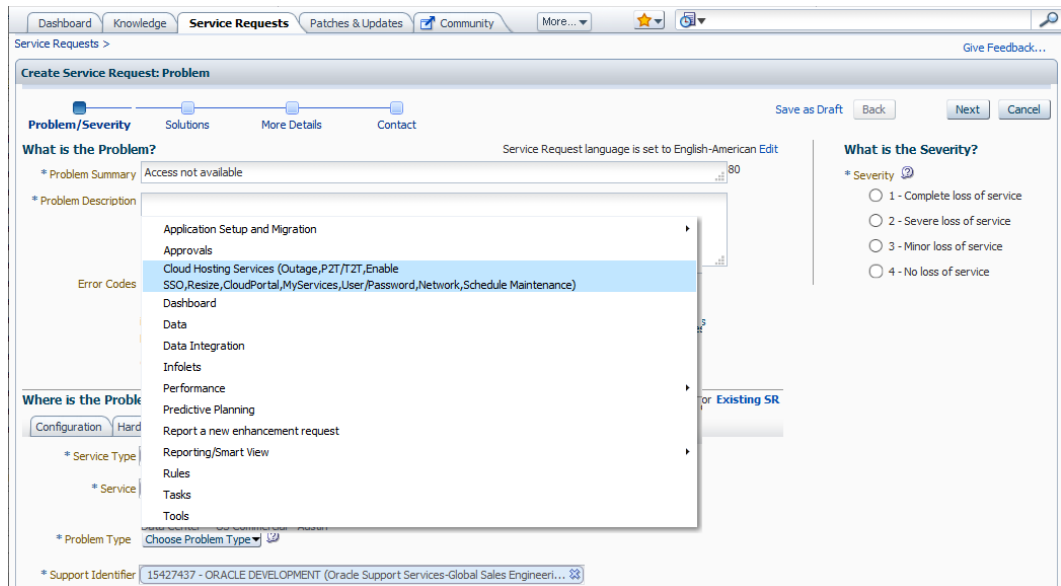 Dashboard Knowledge Service Requests Patches & Updates Community More...
Service Requests >
Give Feedback...
Create Service Request: Problem
Problem/Severity Solutions More Details Contact
Save as Draft Back Next Cancel
What is the Problem?
Service Request language is set to English-American Edit
* Problem Summary Access not available 80
* Problem Description
Error Codes
Application Setup and Migration
Approvals
Cloud Hosting Services (Outage,P2T/T2T,Enable
SSO,Resize,CloudPortal,MyServices,User/Password,Network,Schedule Maintenance)
Dashboard
Data
Data Integration
Infolets
Performance
Predictive Planning
Report a new enhancement request
Reporting/Smart View
Rules
Tasks
Tools
What is the Severity?
* Severity
1 - Complete loss of service
2 - Severe loss of service
3 - Minor loss of service
4 - No loss of service
Where is the Proble
or Existing SR
Configuration Hard
* Service Type
* Service
* Problem Type Choose Problem Type
* Support Identifier 15427437 - ORACLE DEVELOPMENT (Oracle Support Services-Global Sales Engineeri...